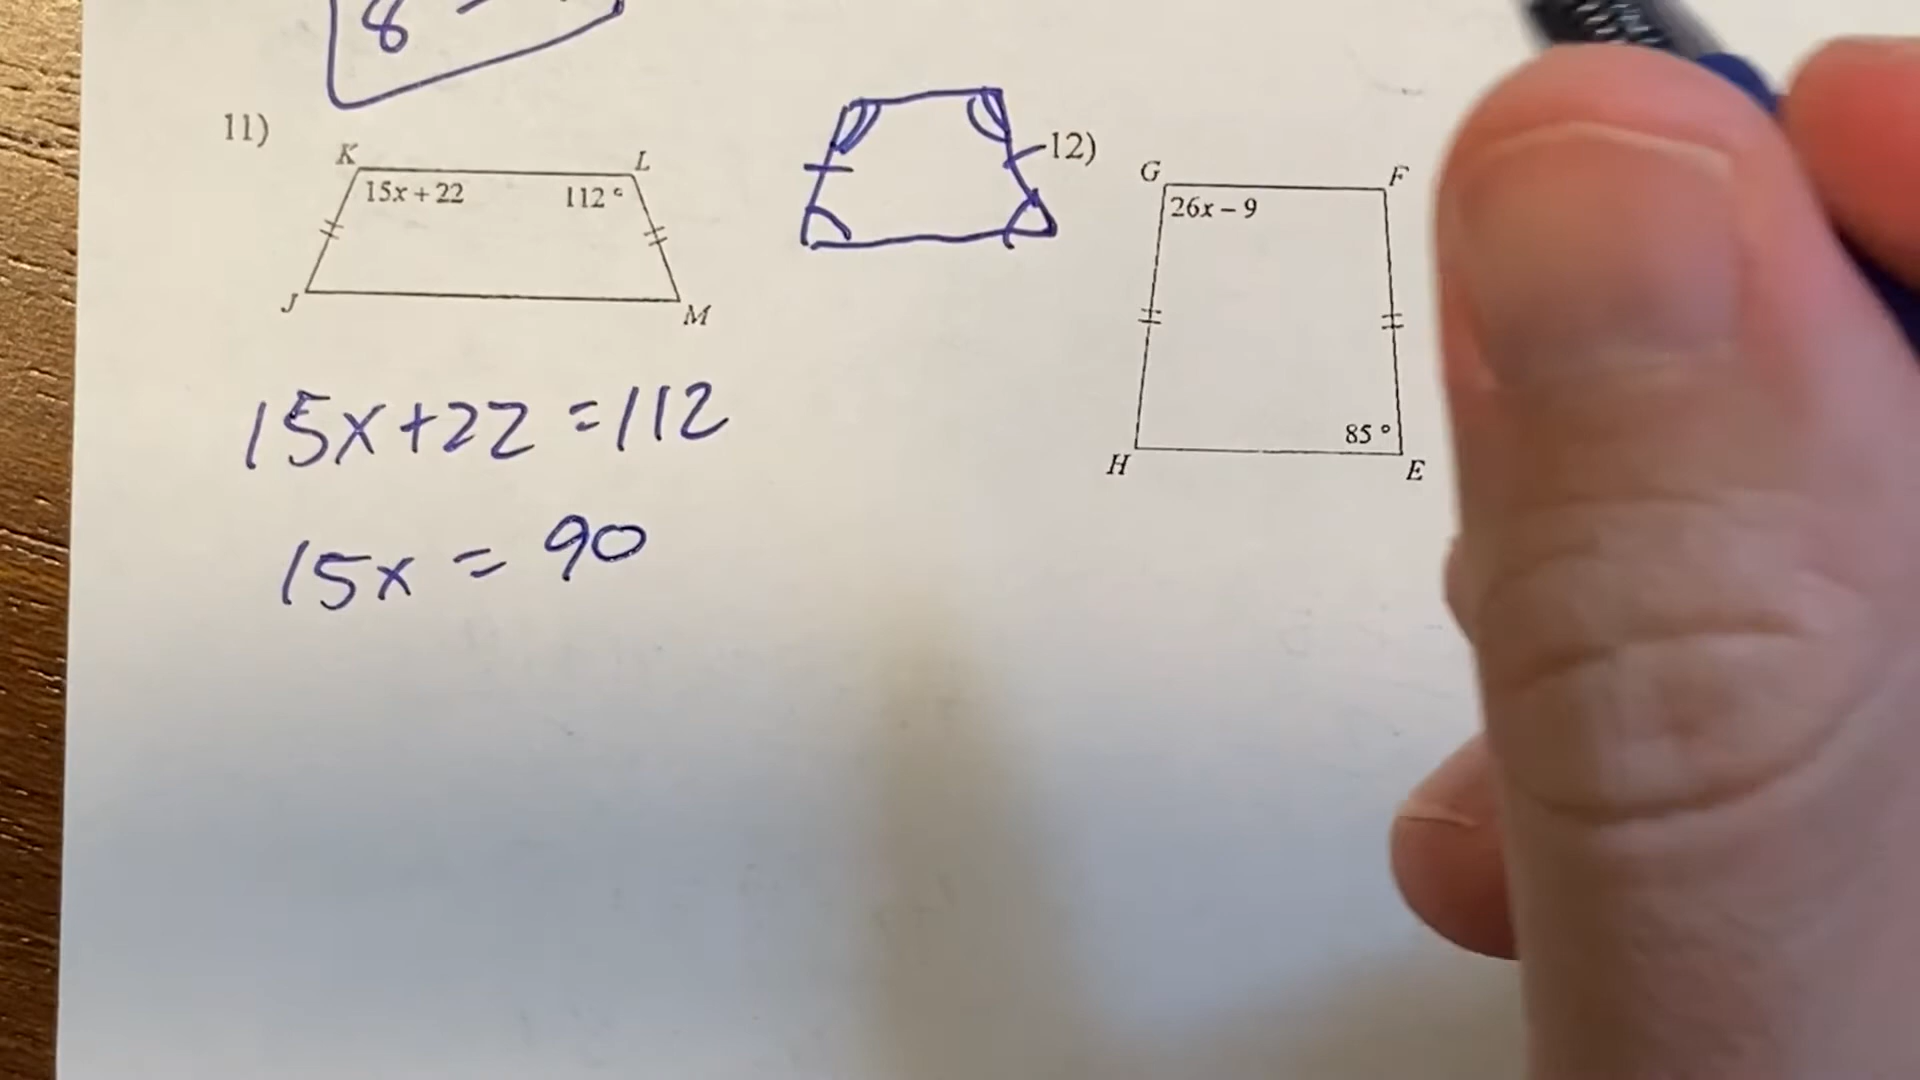 8
11)
K
L
15x + 22
112 °
J
M
15x+22 = 112
15x = 90
12)
G
F
26x – 9
85 °
H
E